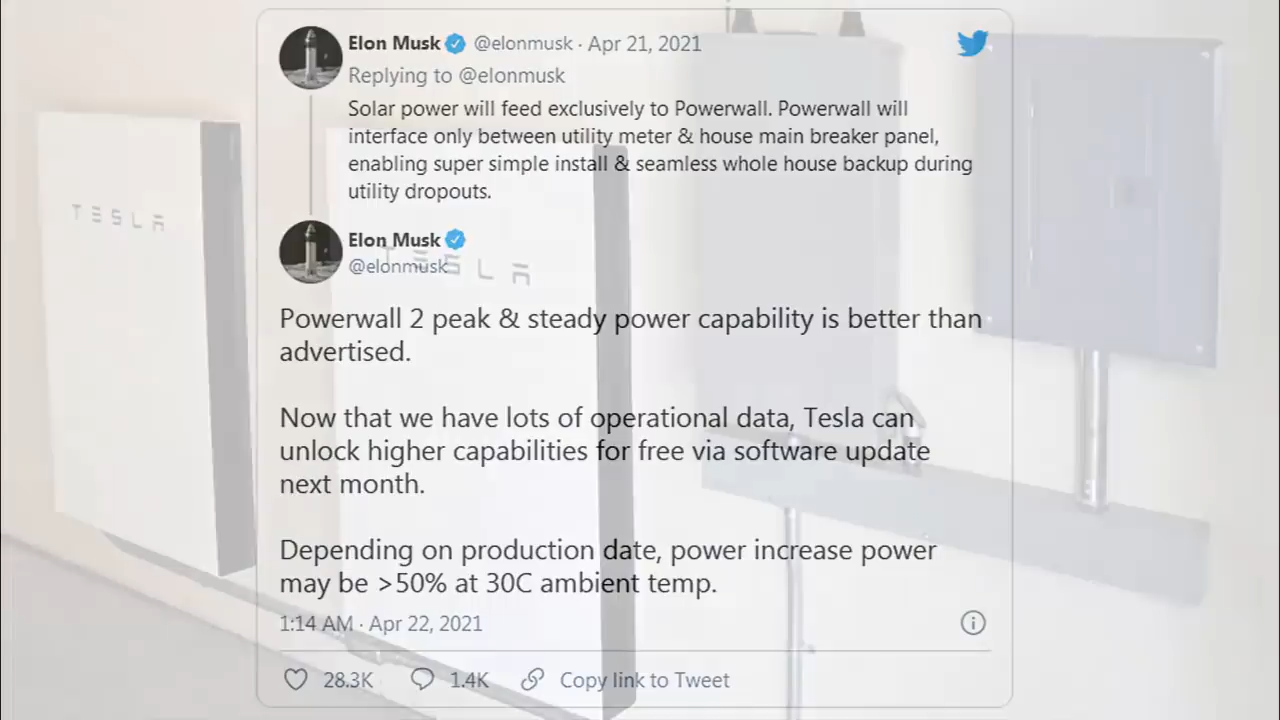 Elon Musk @elonmusk · Apr 21, 2021
Replying to @elonmusk
Solar power will feed exclusively to Powerwall. Powerwall will
interface only between utility meter & house main breaker panel,
enabling super simple install & seamless whole house backup during
utility dropouts.
TESLA
Elon Musk
@elonmusk
TESLA
Powerwall 2 peak & steady power capability is better than
advertised.
Now that we have lots of operational data, Tesla can
unlock higher capabilities for free via software update
next month.
Depending on production date, power increase power
may be >50% at 30C ambient temp.
1:14 AM · Apr 22, 2021
28.3K 1.4K Copy link to Tweet